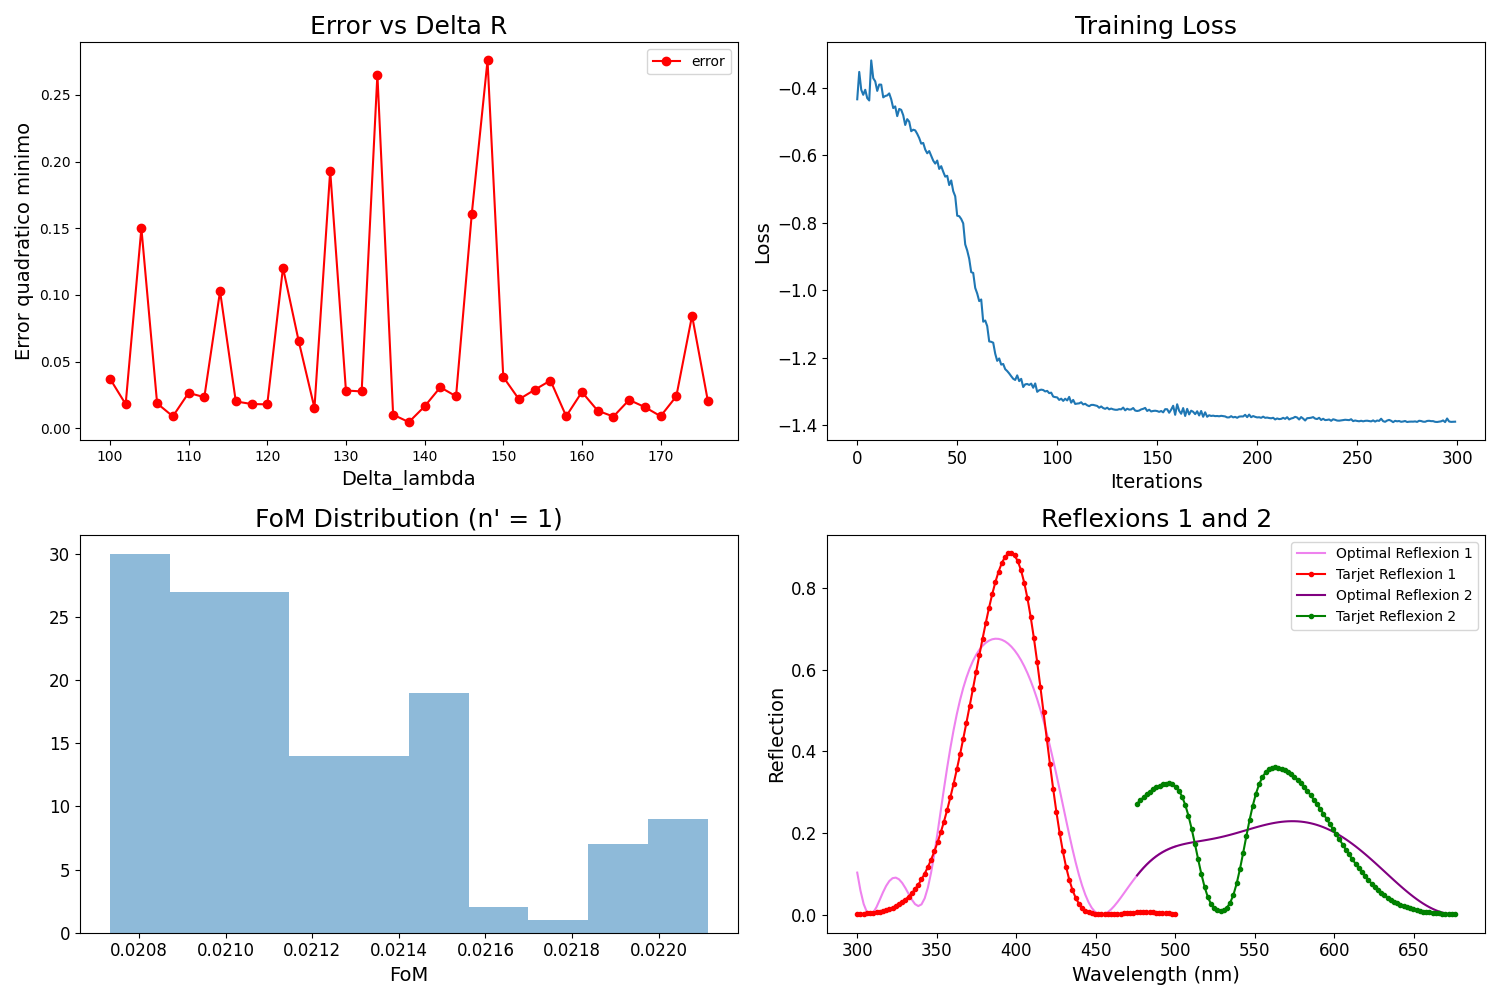 Error vs Delta R
error
Error quadratico minimo
0.25
0.20
0.15
0.10
0.05
0.00
100 110 120 130 140 150 160 170
Delta_lambda
Training Loss
Loss
−0.4
−0.6
−0.8
−1.0
−1.2
−1.4
0 50 100 150 200 250 300
Iterations
FoM Distribution (n' = 1)
30
25
20
15
10
5
0
0.0208 0.0210 0.0212 0.0214 0.0216 0.0218 0.0220
FoM
Reflexions 1 and 2
Optimal Reflexion 1
Tarjet Reflexion 1
Optimal Reflexion 2
Tarjet Reflexion 2
Reflection
0.8
0.6
0.4
0.2
0.0
300 350 400 450 500 550 600 650
Wavelength (nm)